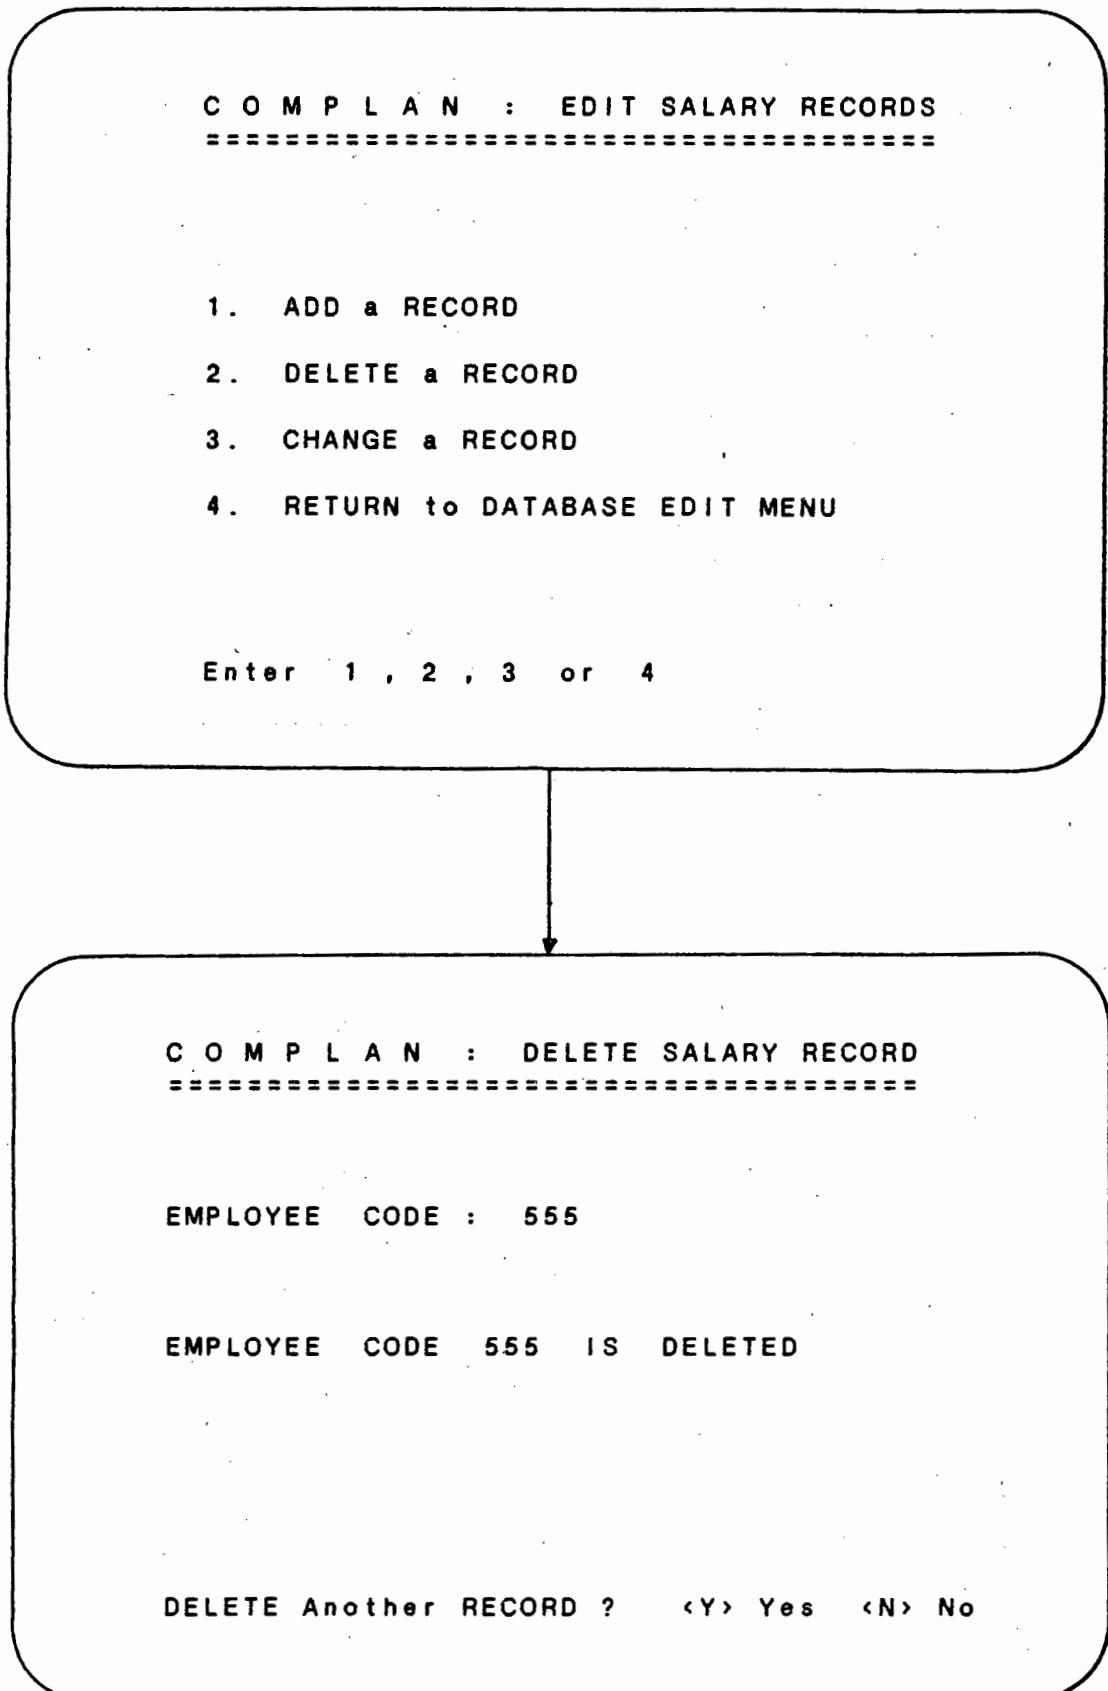 C O M P L A N : EDIT SALARY RECORDS
=====================================
1. ADD a RECORD
2. DELETE a RECORD
3. CHANGE a RECORD
4. RETURN to DATABASE EDIT MENU
Enter 1 , 2 , 3 or 4
C O M P L A N : DELETE SALARY RECORD
======================================
EMPLOYEE CODE : 555
EMPLOYEE CODE 555 IS DELETED
DELETE Another RECORD ? <Y> Yes <N> No